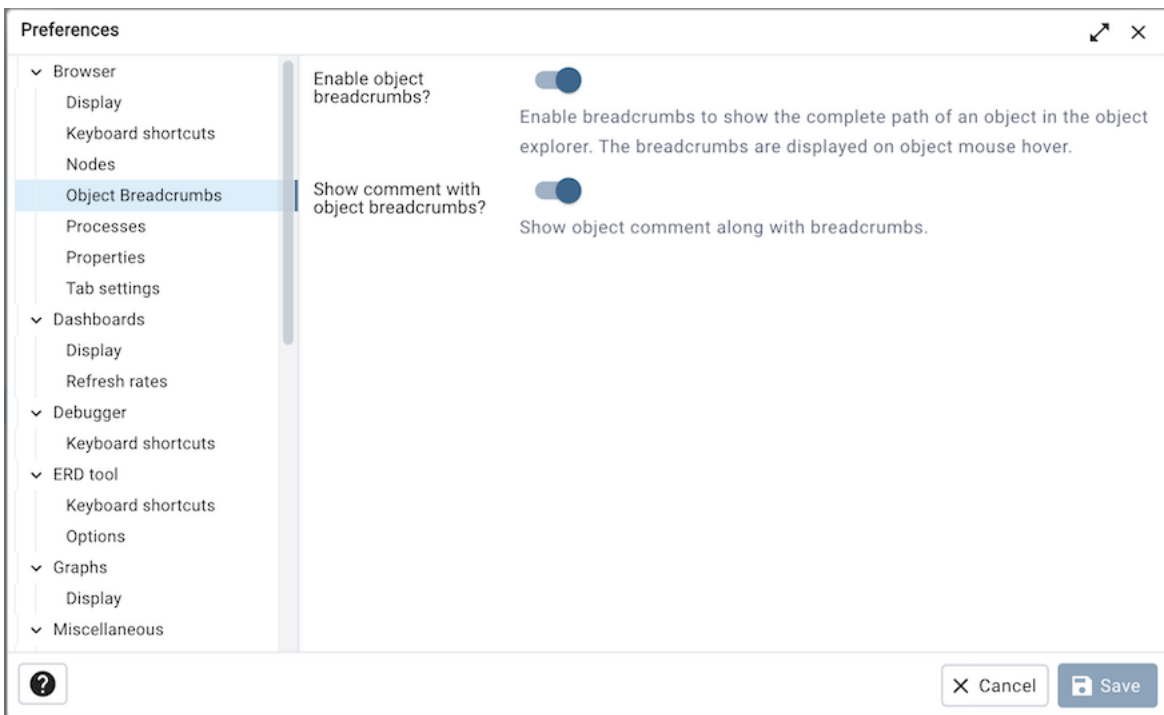 Preferences
Browser
Display
Keyboard shortcuts
Nodes
Object Breadcrumbs
Processes
Properties
Tab settings
Dashboards
Display
Refresh rates
Debugger
Keyboard shortcuts
ERD tool
Keyboard shortcuts
Options
Graphs
Display
Miscellaneous
Enable object
breadcrumbs?
Enable breadcrumbs to show the complete path of an object in the object
explorer. The breadcrumbs are displayed on object mouse hover.
Show comment with
object breadcrumbs?
Show object comment along with breadcrumbs.
Cancel
Save